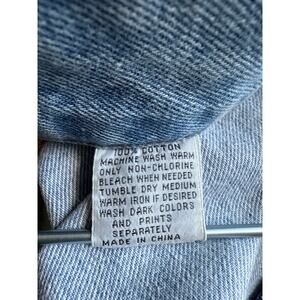 100% COTTON
MACHINE WASH WARM
ONLY NON-CHLORINE
BLEACH WHEN NEEDED
TUMBLE DRY MEDIUM
WARM IRON IF DESIRED
WASH DARK COLORS
AND PRINTS
SEPARATELY
MADE IN CHINA